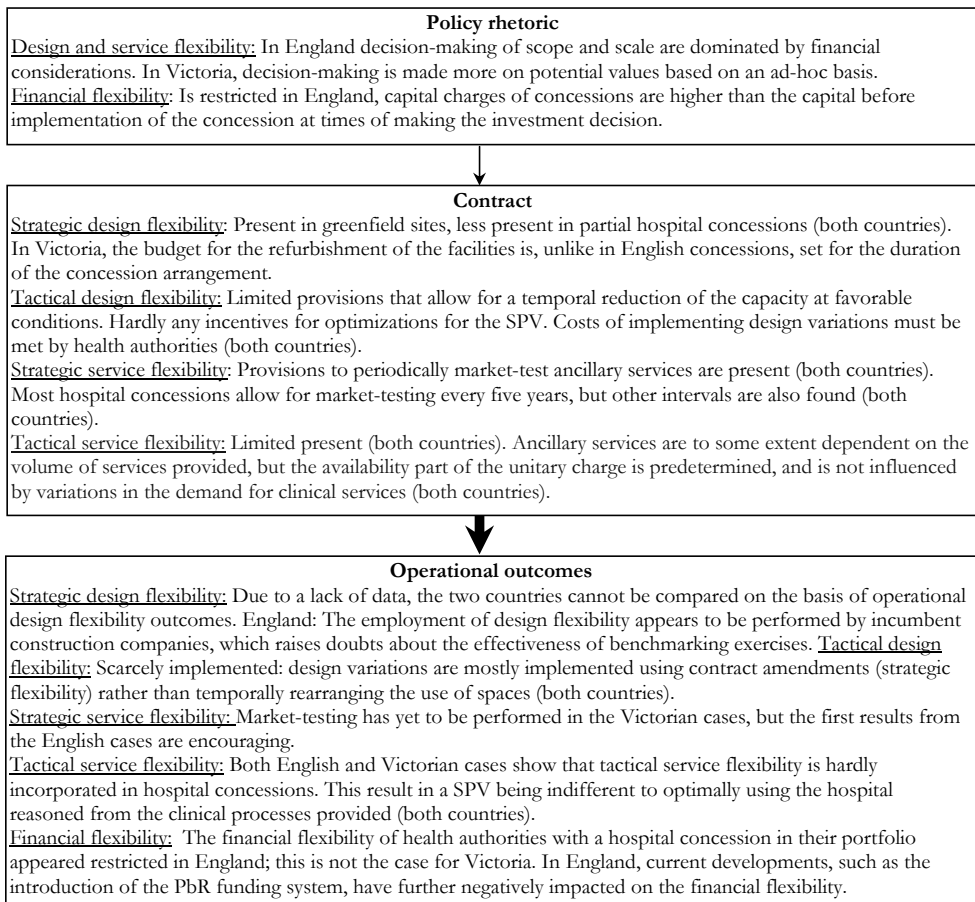 Policy rhetoric
Design and service flexibility: In England decision-making of scope and scale are dominated by financial
considerations. In Victoria, decision-making is made more on potential values based on an ad-hoc basis.
Financial flexibility: Is restricted in England, capital charges of concessions are higher than the capital before
implementation of the concession at times of making the investment decision.
Contract
Strategic design flexibility: Present in greenfield sites, less present in partial hospital concessions (both countries).
In Victoria, the budget for the refurbishment of the facilities is, unlike in English concessions, set for the duration
of the concession arrangement.
Tactical design flexibility: Limited provisions that allow for a temporal reduction of the capacity at favorable
conditions. Hardly any incentives for optimizations for the SPV. Costs of implementing design variations must be
met by health authorities (both countries).
Strategic service flexibility: Provisions to periodically market-test ancillary services are present (both countries).
Most hospital concessions allow for market-testing every five years, but other intervals are also found (both
countries).
Tactical service flexibility: Limited present (both countries). Ancillary services are to some extent dependent on the
volume of services provided, but the availability part of the unitary charge is predetermined, and is not influenced
by variations in the demand for clinical services (both countries).
Operational outcomes
Strategic design flexibility: Due to a lack of data, the two countries cannot be compared on the basis of operational
design flexibility outcomes. England: The employment of design flexibility appears to be performed by incumbent
construction companies, which raises doubts about the effectiveness of benchmarking exercises. Tactical design
flexibility: Scarcely implemented: design variations are mostly implemented using contract amendments (strategic
flexibility) rather than temporally rearranging the use of spaces (both countries).
Strategic service flexibility: Market-testing has yet to be performed in the Victorian cases, but the first results from
the English cases are encouraging.
Tactical service flexibility: Both English and Victorian cases show that tactical service flexibility is hardly
incorporated in hospital concessions. This result in a SPV being indifferent to optimally using the hospital
reasoned from the clinical processes provided (both countries).
Financial flexibility: The financial flexibility of health authorities with a hospital concession in their portfolio
appeared restricted in England; this is not the case for Victoria. In England, current developments, such as the
introduction of the PbR funding system, have further negatively impacted on the financial flexibility.